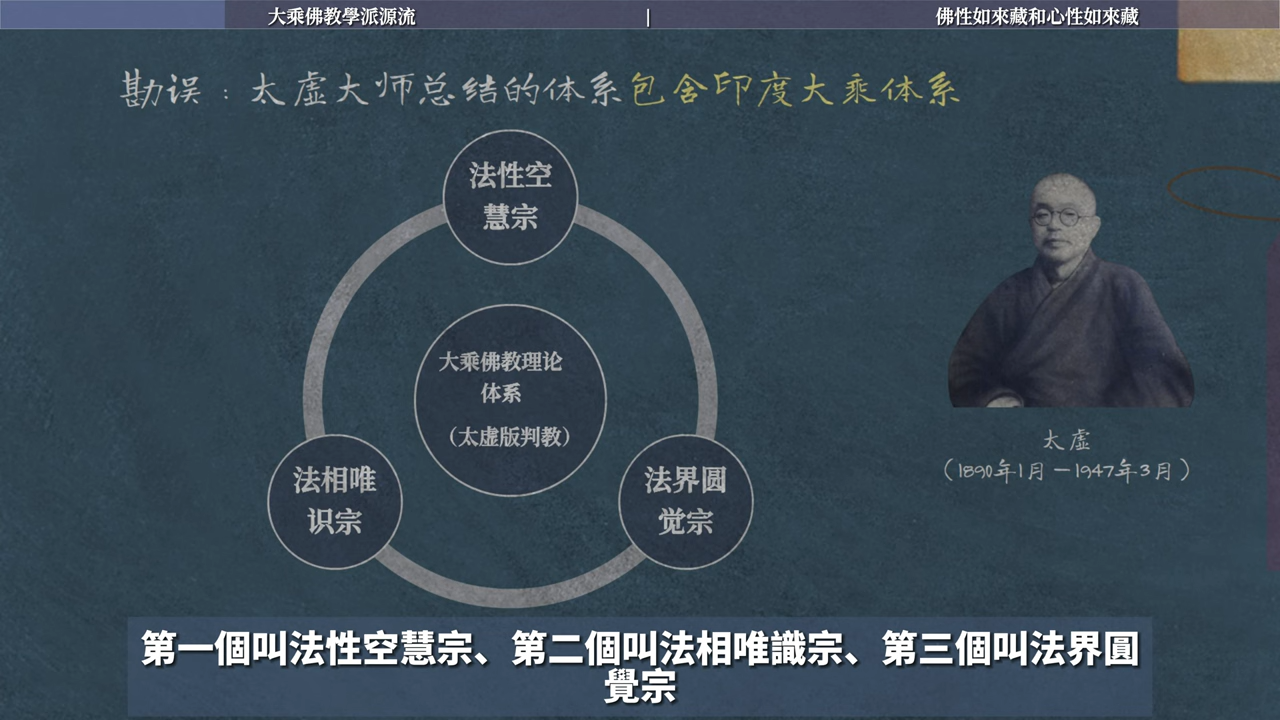 大乘佛教學派源流 | 佛性如來藏和心性如來藏
勘误：太虚大师总结的体系包含印度大乘体系
法性空
慧宗
大乘佛教理论
体系
（太虚版判教）
法相唯
识宗
法界圆
觉宗
太虚
（1890年1月－1947年3月）
第一個叫法性空慧宗、第二個叫法相唯識宗、第三個叫法界圓
覺宗